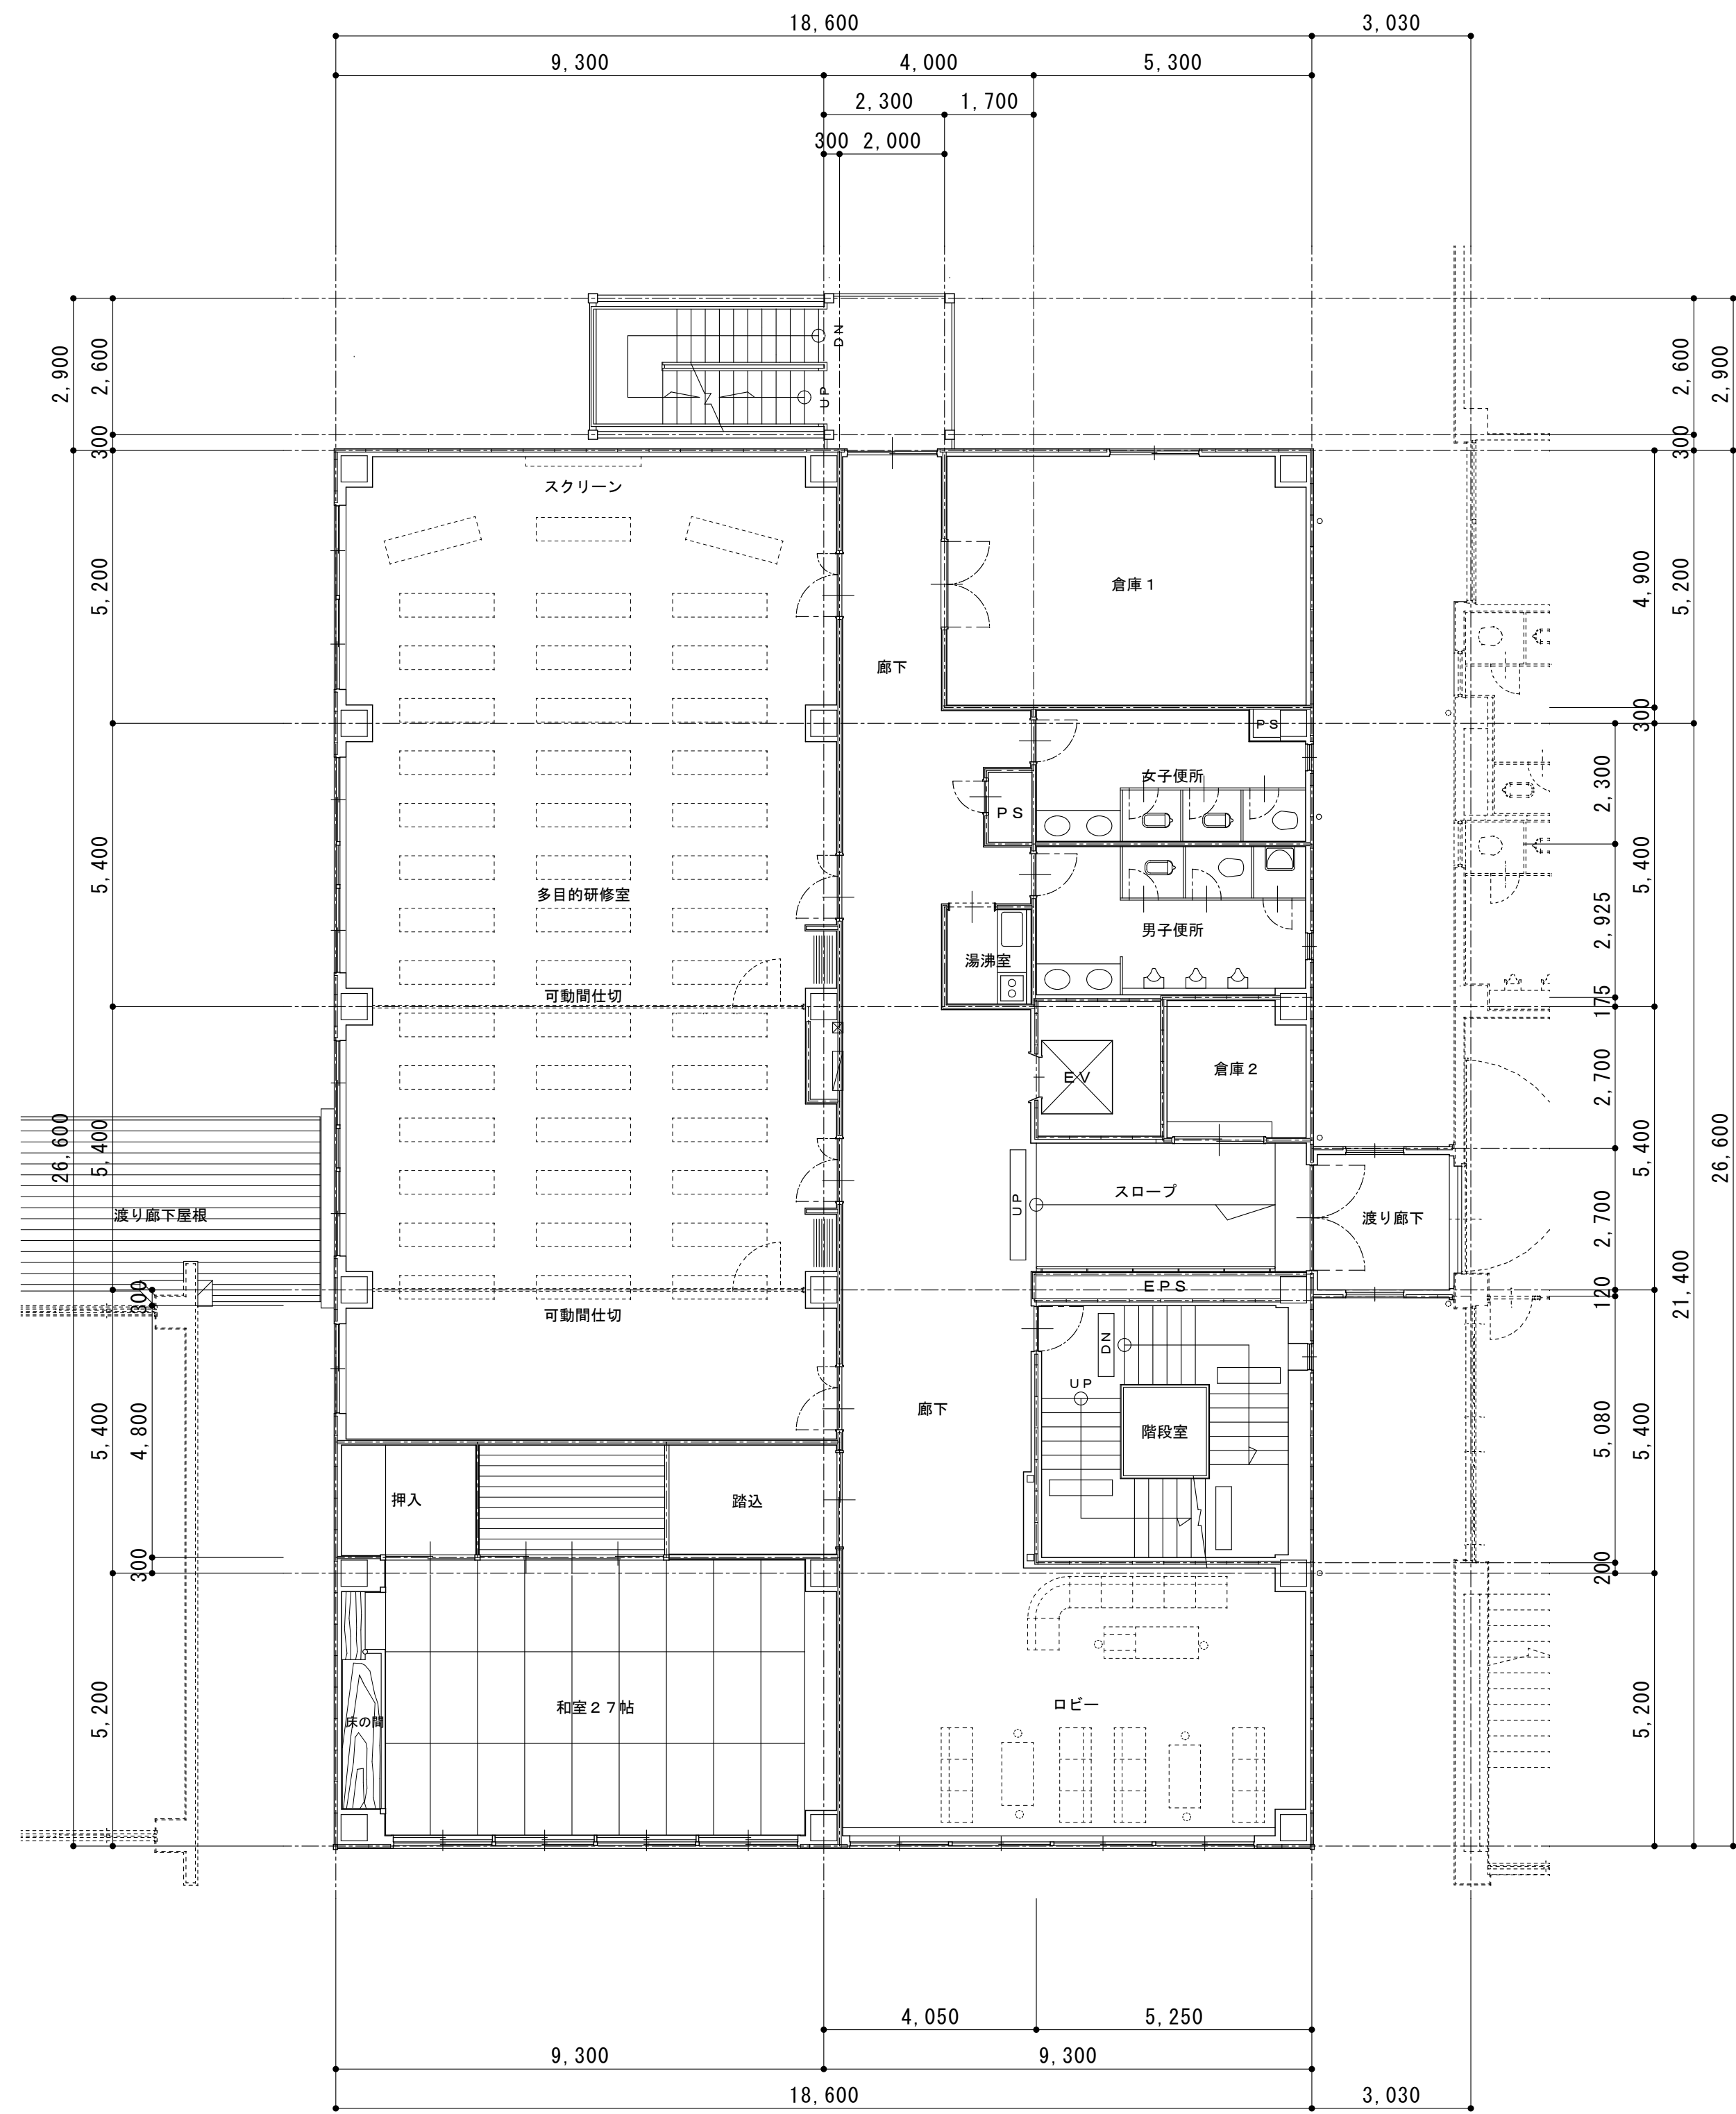 18,600 3,030
9,300 4,000 5,300
2,300 1,700
300 2,000
DN
UP
2,900
2,600
300
2,600
2,900
300
スクリーン
5,200
倉庫1
4,900
5,200
廊下
300
PS
女子便所
2,300
PS
5,400
多目的研修室
5,400
男子便所
2,925
湯沸室
可動間仕切
175
EV
倉庫2
2,700
26,600
5,400
5,400
26,600
渡り廊下屋根
UP
スロープ
渡り廊下
2,700
300
EPS
120
21,400
可動間仕切
DN
UP
5,400
4,800
廊下
階段室
5,080
5,400
押入
踏込
300
200
5,200
和室27帖
床の間
ロビー
5,200
4,050 5,250
9,300 9,300
18,600 3,030